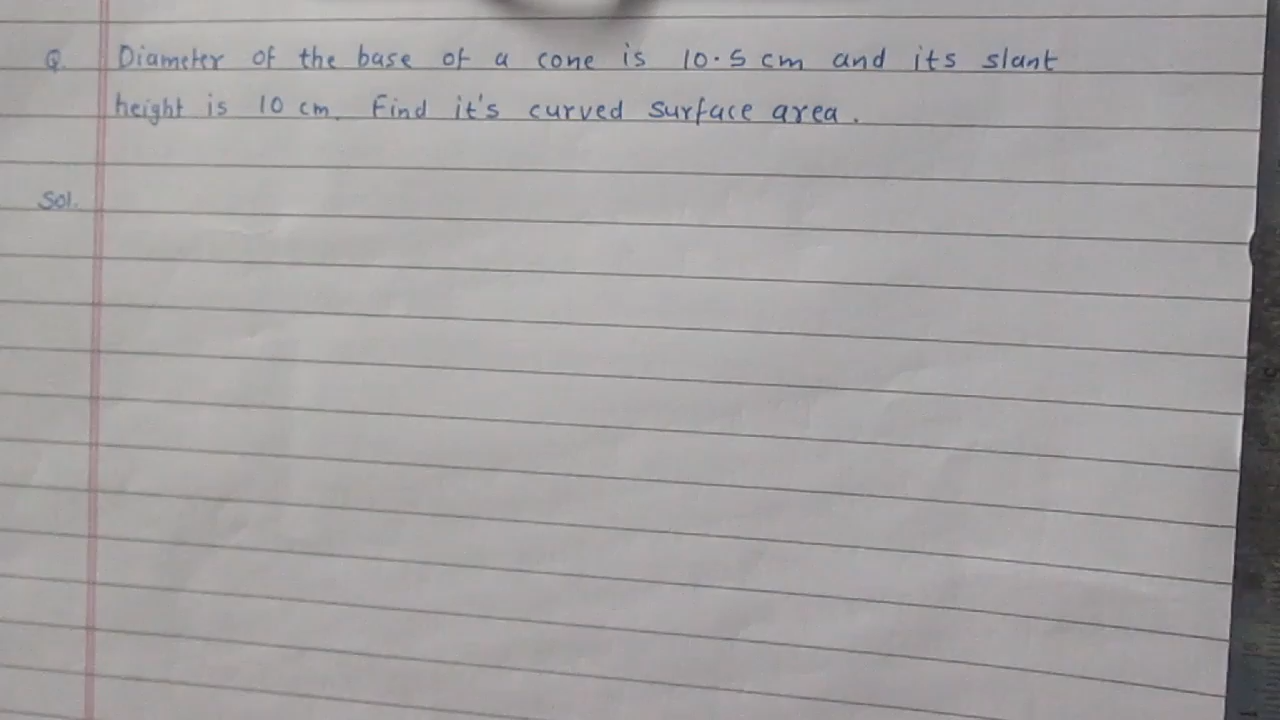 Q. Diameter of the base of a cone is 10.5 cm and its slant
height is 10 cm. Find it's curved surface area.
Sol.